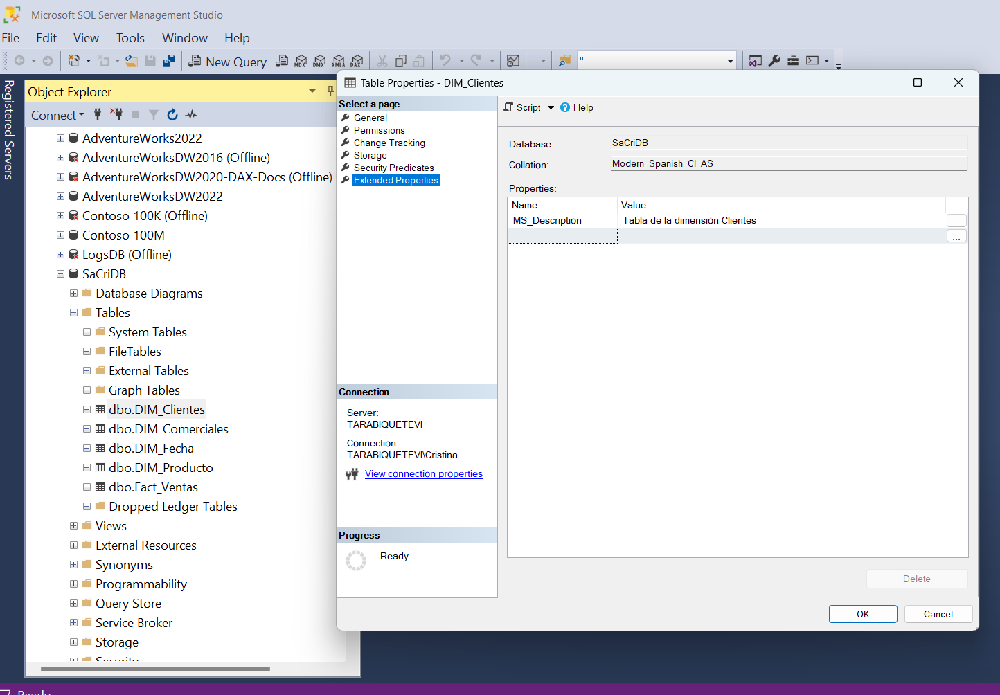 Microsoft SQL Server Management Studio
File Edit View Tools Window Help
New Query MDX DMX XMLA DAX "
Registered Servers
Object Explorer
Connect
AdventureWorks2022
AdventureWorksDW2016 (Offline)
AdventureWorksDW2020-DAX-Docs (Offline)
AdventureWorksDW2022
Contoso 100K (Offline)
Contoso 100M
LogsDB (Offline)
SaCriDB
Database Diagrams
Tables
System Tables
FileTables
External Tables
Graph Tables
dbo.DIM_Clientes
dbo.DIM_Comerciales
dbo.DIM_Fecha
dbo.DIM_Producto
dbo.Fact_Ventas
Dropped Ledger Tables
Views
External Resources
Synonyms
Programmability
Query Store
Service Broker
Storage
Security
Ready
Table Properties - DIM_Clientes
Select a page
General
Permissions
Change Tracking
Storage
Security Predicates
Extended Properties
Connection
Server:
TARABIQUETEVI
Connection:
TARABIQUETEVI\Cristina
View connection properties
Progress
Ready
Script Help
Database: SaCriDB
Collation: Modern_Spanish_CI_AS
Properties:
Name Value
MS_Description Tabla de la dimensión Clientes ...
...
Delete
OK Cancel